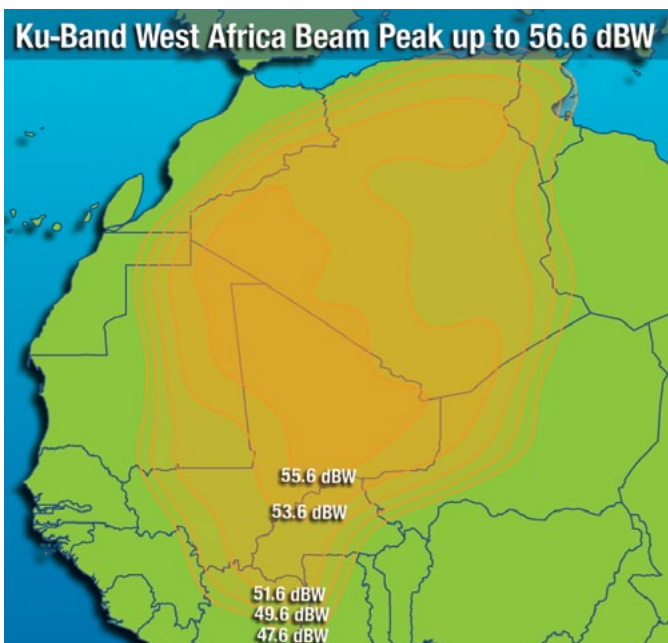 Ku-Band West Africa Beam Peak up to 56.6 dBW
55.6 dBW
53.6 dBW
51.6 dBW
49.6 dBW
47.6 dBW